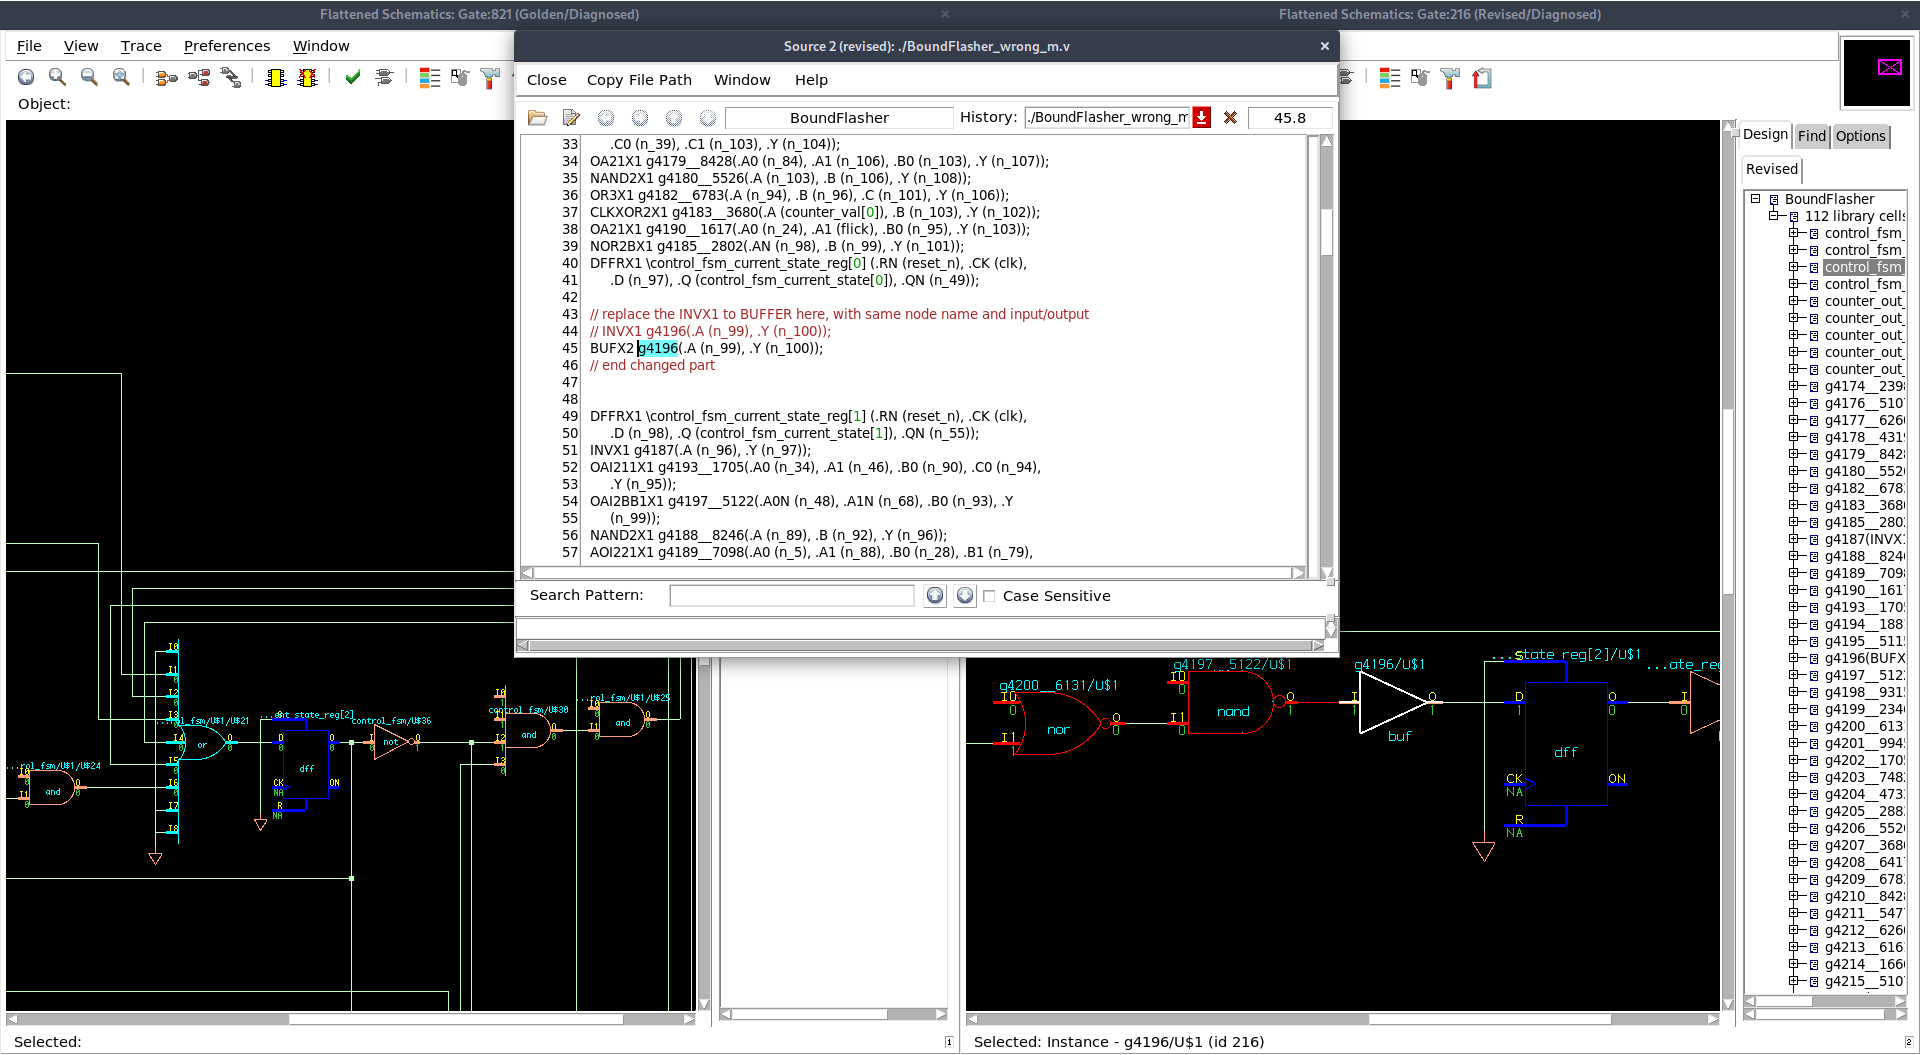 Flattened Schematics: Gate:821 (Golden/Diagnosed)
Flattened Schematics: Gate:216 (Revised/Diagnosed)
File View Trace Preferences Window
Object:
Source 2 (revised): ./BoundFlasher_wrong_m.v
Close Copy File Path Window Help
BoundFlasher History: ./BoundFlasher_wrong_m 45.8
33 .C0 (n_39), .C1 (n_103), .Y (n_104));
34 OA21X1 g4179__8428(.A0 (n_84), .A1 (n_106), .B0 (n_103), .Y (n_107));
35 NAND2X1 g4180__5526(.A (n_103), .B (n_106), .Y (n_108));
36 OR3X1 g4182__6783(.A (n_94), .B (n_96), .C (n_101), .Y (n_106));
37 CLKXOR2X1 g4183__3680(.A (counter_val[0]), .B (n_103), .Y (n_102));
38 OA21X1 g4190__1617(.A0 (n_24), .A1 (flick), .B0 (n_95), .Y (n_103));
39 NOR2BX1 g4185__2802(.AN (n_98), .B (n_99), .Y (n_101));
40 DFFRX1 \control_fsm_current_state_reg[0] (.RN (reset_n), .CK (clk),
41 .D (n_97), .Q (control_fsm_current_state[0]), .QN (n_49));
42
43 // replace the INVX1 to BUFFER here, with same node name and input/output
44 // INVX1 g4196(.A (n_99), .Y (n_100));
45 BUFX2 g4196(.A (n_99), .Y (n_100));
46 // end changed part
47
48
49 DFFRX1 \control_fsm_current_state_reg[1] (.RN (reset_n), .CK (clk),
50 .D (n_98), .Q (control_fsm_current_state[1]), .QN (n_55));
51 INVX1 g4187(.A (n_96), .Y (n_97));
52 OAI211X1 g4193__1705(.A0 (n_34), .A1 (n_46), .B0 (n_90), .C0 (n_94),
53 .Y (n_95));
54 OAI2BB1X1 g4197__5122(.A0N (n_48), .A1N (n_68), .B0 (n_93), .Y
55 (n_99));
56 NAND2X1 g4188__8246(.A (n_89), .B (n_92), .Y (n_96));
57 AOI221X1 g4189__7098(.A0 (n_5), .A1 (n_88), .B0 (n_28), .B1 (n_79),
Search Pattern: Case Sensitive
Design Find Options
Revised
BoundFlasher
112 library cells
control_fsm_
control_fsm_
control_fsm_
control_fsm_
counter_out_
counter_out_
counter_out_
counter_out_
counter_out_
g4174__239
g4176__510
g4177__626
g4178__431
g4179__842
g4180__552
g4182__678
g4183__368
g4185__280
g4187(INVX
g4188__824
g4189__709
g4190__161
g4193__170
g4194__188
g4195__511
g4196(BUFX
g4197__512
g4198__931
g4199__234
g4200__613
g4201__994
g4202__170
g4203__748
g4204__473
g4205__288
g4206__552
g4207__368
g4208__641
g4209__678
g4210__842
g4211__547
g4212__626
g4213__616
g4214__166
g4215__510
I0
I1
I2
I3
I4
I5
I6
I7
I8
...ol_fsm/U$1/U$21
or
...rol_fsm/U$1/U$24
and
...ent_state_reg[2]
dff
D
CK
NA
R
NA
control_fsm/U$36
not
control_fsm/U$30
and
...rol_fsm/U$1/U$25
and
g4200__6131/U$1
nor
g4197__5122/U$1
nand
g4196/U$1
buf
...state_reg[2]/U$1
S
D
1
CK
NA
R
NA
dff
...ate_reg
Selected: 1
Selected: Instance - g4196/U$1 (id 216) 2